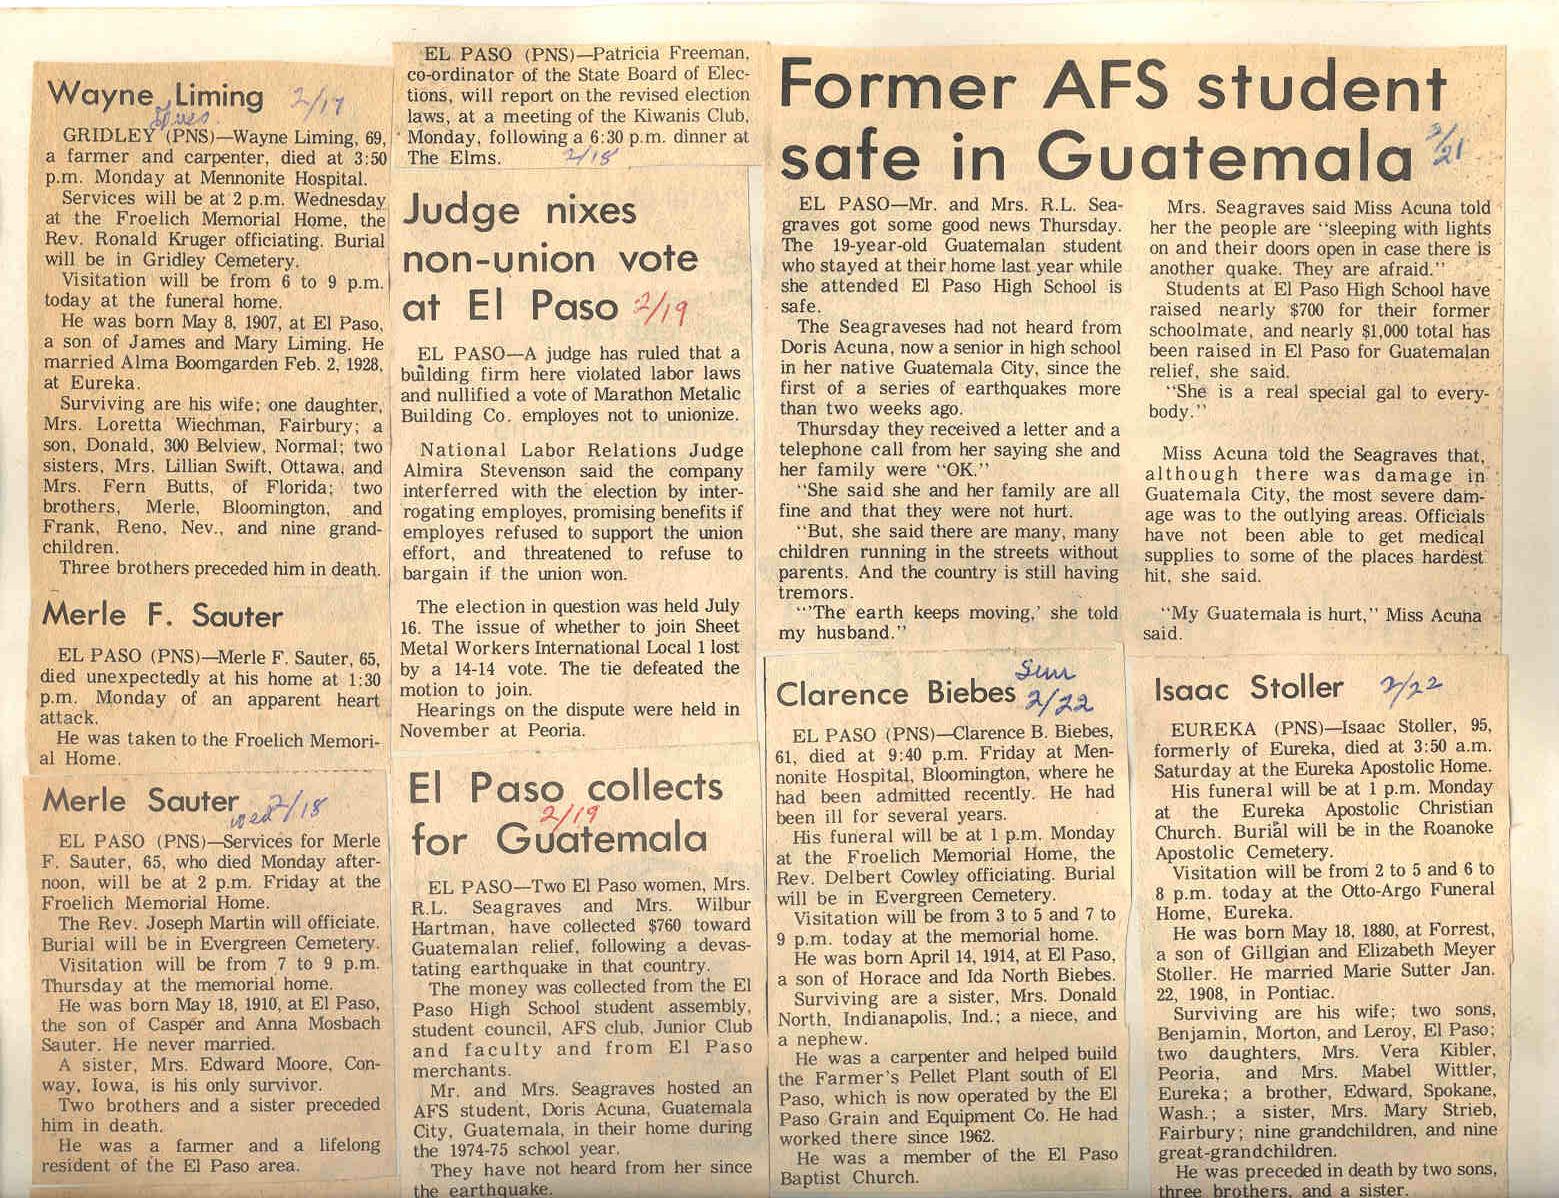 Wayne Liming 2/17
GRIDLEY (PNS)—Wayne Liming, 69,
a farmer and carpenter, died at 3:50
p.m. Monday at Mennonite Hospital.
Services will be at 2 p.m. Wednesday
at the Froelich Memorial Home, the
Rev. Ronald Kruger officiating. Burial
will be in Gridley Cemetery.
Visitation will be from 6 to 9 p.m.
today at the funeral home.
He was born May 8, 1907, at El Paso,
a son of James and Mary Liming. He
married Alma Boomgarden Feb. 2, 1928,
at Eureka.
Surviving are his wife; one daughter,
Mrs. Loretta Wiechman, Fairbury; a
son, Donald, 300 Belview, Normal; two
sisters, Mrs. Lillian Swift, Ottawa, and
Mrs. Fern Butts, of Florida; two
brothers, Merle, Bloomington, and
Frank, Reno, Nev., and nine grand-
children.
Three brothers preceded him in death.
Merle F. Sauter
EL PASO (PNS)—Merle F. Sauter, 65,
died unexpectedly at his home at 1:30
p.m. Monday of an apparent heart
attack.
He was taken to the Froelich Memori-
al Home.
Merle Sauter
wed 2/18
EL PASO (PNS)—Services for Merle
F. Sauter, 65, who died Monday after-
noon, will be at 2 p.m. Friday at the
Froelich Memorial Home.
The Rev. Joseph Martin will officiate.
Burial will be in Evergreen Cemetery.
Visitation will be from 7 to 9 p.m.
Thursday at the memorial home.
He was born May 18, 1910, at El Paso,
the son of Casper and Anna Mosbach
Sauter. He never married.
A sister, Mrs. Edward Moore, Con-
way, Iowa, is his only survivor.
Two brothers and a sister preceded
him in death.
He was a farmer and a lifelong
resident of the El Paso area.
EL PASO (PNS)—Patricia Freeman,
co-ordinator of the State Board of Elec-
tions, will report on the revised election
laws, at a meeting of the Kiwanis Club,
Monday, following a 6:30 p.m. dinner at
The Elms. 2/18
Judge nixes
non-union vote
at El Paso 2/19
EL PASO—A judge has ruled that a
building firm here violated labor laws
and nullified a vote of Marathon Metalic
Building Co. employes not to unionize.
National Labor Relations Judge
Almira Stevenson said the company
interferred with the election by inter-
rogating employes, promising benefits if
employes refused to support the union
effort, and threatened to refuse to
bargain if the union won.
The election in question was held July
16. The issue of whether to join Sheet
Metal Workers International Local 1 lost
by a 14-14 vote. The tie defeated the
motion to join.
Hearings on the dispute were held in
November at Peoria.
El Paso collects
2/19
for Guatemala
EL PASO—Two El Paso women, Mrs.
R.L. Seagraves and Mrs. Wilbur
Hartman, have collected $760 toward
Guatemalan relief, following a devas-
tating earthquake in that country.
The money was collected from the El
Paso High School student assembly,
student council, AFS club, Junior Club
and faculty and from El Paso
merchants.
Mr. and Mrs. Seagraves hosted an
AFS student, Doris Acuna, Guatemala
City, Guatemala, in their home during
the 1974-75 school year.
They have not heard from her since
the earthquake.
Former AFS student
safe in Guatemala 2/21
EL PASO—Mr. and Mrs. R.L. Sea-
graves got some good news Thursday.
The 19-year-old Guatemalan student
who stayed at their home last year while
she attended El Paso High School is
safe.
The Seagraveses had not heard from
Doris Acuna, now a senior in high school
in her native Guatemala City, since the
first of a series of earthquakes more
than two weeks ago.
Thursday they received a letter and a
telephone call from her saying she and
her family were "OK."
"She said she and her family are all
fine and that they were not hurt.
"But, she said there are many, many
children running in the streets without
parents. And the country is still having
tremors.
"'The earth keeps moving,' she told
my husband."
Mrs. Seagraves said Miss Acuna told
her the people are "sleeping with lights
on and their doors open in case there is
another quake. They are afraid."
Students at El Paso High School have
raised nearly $700 for their former
schoolmate, and nearly $1,000 total has
been raised in El Paso for Guatemalan
relief, she said.
"She is a real special gal to every-
body."
Miss Acuna told the Seagraves that,
although there was damage in
Guatemala City, the most severe dam-
age was to the outlying areas. Officials
have not been able to get medical
supplies to some of the places hardest
hit, she said.
"My Guatemala is hurt," Miss Acuna
said.
Clarence Biebes Sun 2/22
EL PASO (PNS)—Clarence B. Biebes,
61, died at 9:40 p.m. Friday at Men-
nonite Hospital, Bloomington, where he
had been admitted recently. He had
been ill for several years.
His funeral will be at 1 p.m. Monday
at the Froelich Memorial Home, the
Rev. Delbert Cowley officiating. Burial
will be in Evergreen Cemetery.
Visitation will be from 3 to 5 and 7 to
9 p.m. today at the memorial home.
He was born April 14, 1914, at El Paso,
a son of Horace and Ida North Biebes.
Surviving are a sister, Mrs. Donald
North, Indianapolis, Ind.; a niece, and
a nephew.
He was a carpenter and helped build
the Farmer's Pellet Plant south of El
Paso, which is now operated by the El
Paso Grain and Equipment Co. He had
worked there since 1962.
He was a member of the El Paso
Baptist Church.
Isaac Stoller 2/22
EUREKA (PNS)—Isaac Stoller, 95,
formerly of Eureka, died at 3:50 a.m.
Saturday at the Eureka Apostolic Home.
His funeral will be at 1 p.m. Monday
at the Eureka Apostolic Christian
Church. Burial will be in the Roanoke
Apostolic Cemetery.
Visitation will be from 2 to 5 and 6 to
8 p.m. today at the Otto-Argo Funeral
Home, Eureka.
He was born May 18, 1880, at Forrest,
a son of Gillgian and Elizabeth Meyer
Stoller. He married Marie Sutter Jan.
22, 1908, in Pontiac.
Surviving are his wife; two sons,
Benjamin, Morton, and Leroy, El Paso;
two daughters, Mrs. Vera Kibler,
Peoria, and Mrs. Mabel Wittler,
Eureka; a brother, Edward, Spokane,
Wash.; a sister, Mrs. Mary Strieb,
Fairbury; nine grandchildren, and nine
great-grandchildren.
He was preceded in death by two sons,
three brothers, and a sister.